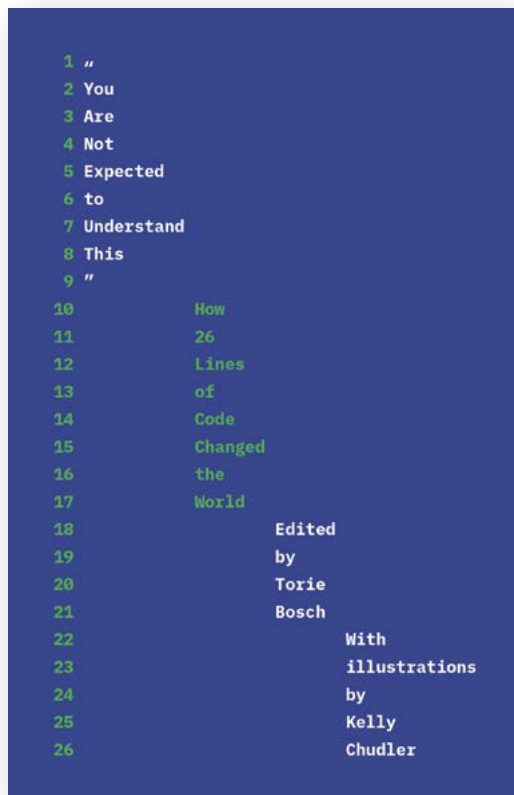 1 “
2 You
3 Are
4 Not
5 Expected
6 to
7 Understand
8 This
9 ”
10 How
11 26
12 Lines
13 of
14 Code
15 Changed
16 the
17 World
18 Edited
19 by
20 Torie
21 Bosch
22 With
23 illustrations
24 by
25 Kelly
26 Chudler